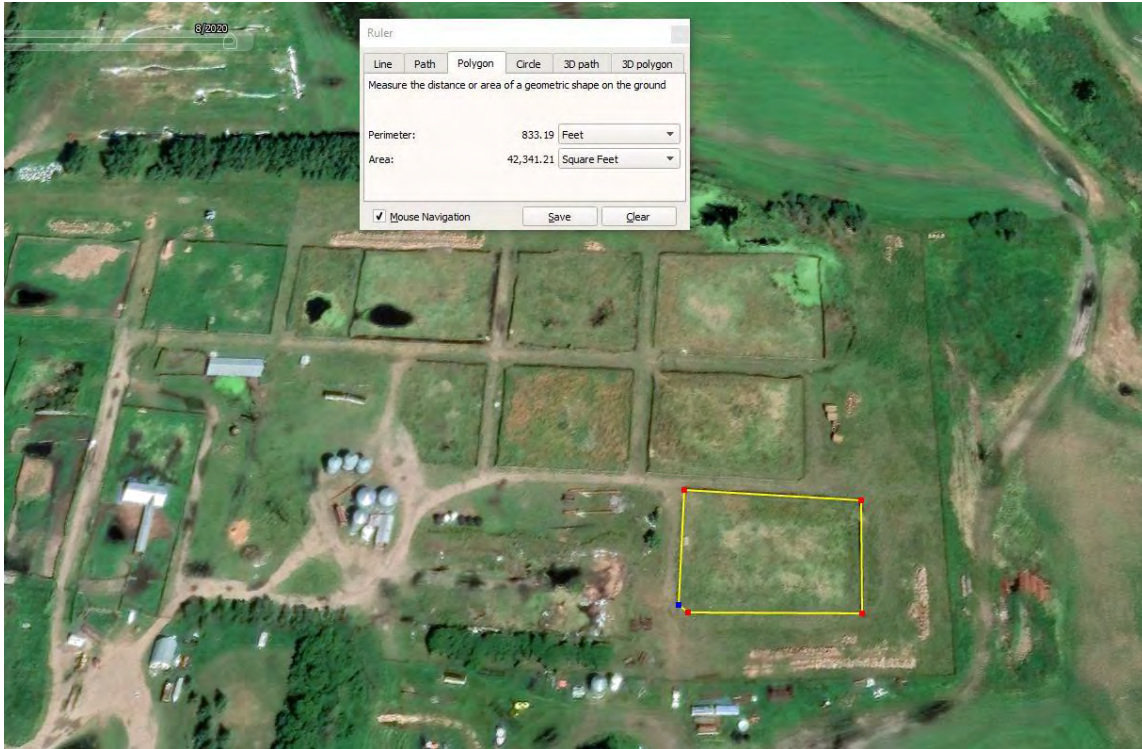 8/2020
Ruler
Line Path Polygon Circle 3D path 3D polygon
Measure the distance or area of a geometric shape on the ground
Perimeter: 833.19 Feet
Area: 42,341.21 Square Feet
Mouse Navigation Save Clear